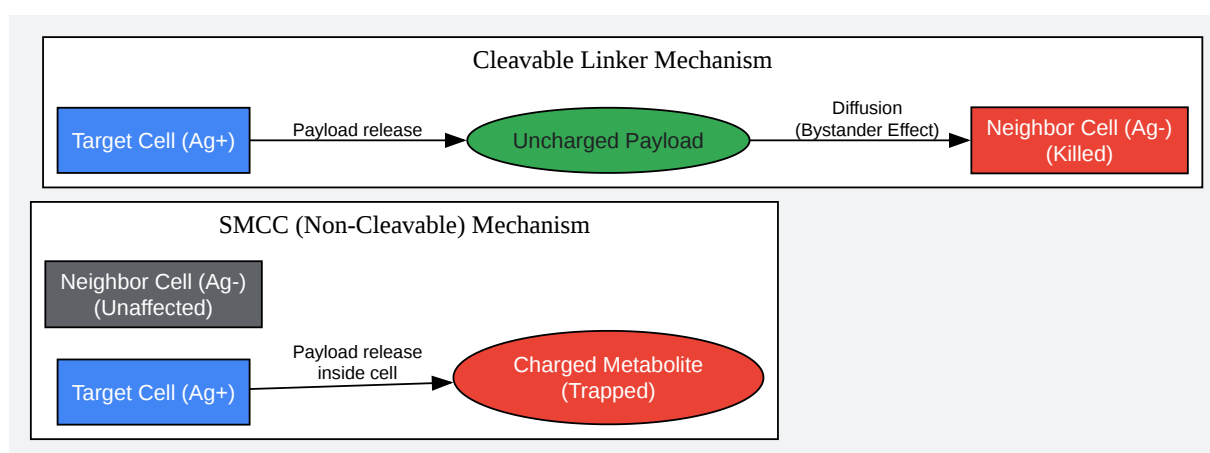 Cleavable Linker Mechanism
Target Cell (Ag+)
Payload release
Uncharged Payload
Diffusion
(Bystander Effect)
Neighbor Cell (Ag-)
(Killed)
SMCC (Non-Cleavable) Mechanism
Neighbor Cell (Ag-)
(Unaffected)
Target Cell (Ag+)
Payload release
inside cell
Charged Metabolite
(Trapped)